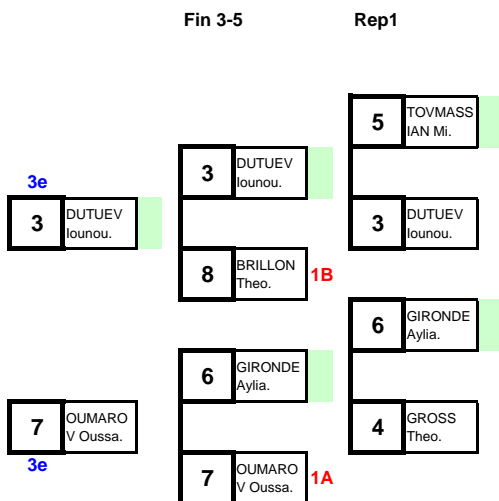 Fin 3-5 Rep1
5 TOVMASS
IAN Mi.
3 DUTUEV
Iounou.
3e
3 DUTUEV
Iounou.
3 DUTUEV
Iounou.
8 BRILLON
Theo. 1B
6 GIRONDE
Aylia.
6 GIRONDE
Aylia.
7 OUMARO
V Oussa.
4 GROSS
Theo.
3e
7 OUMARO
V Oussa. 1A